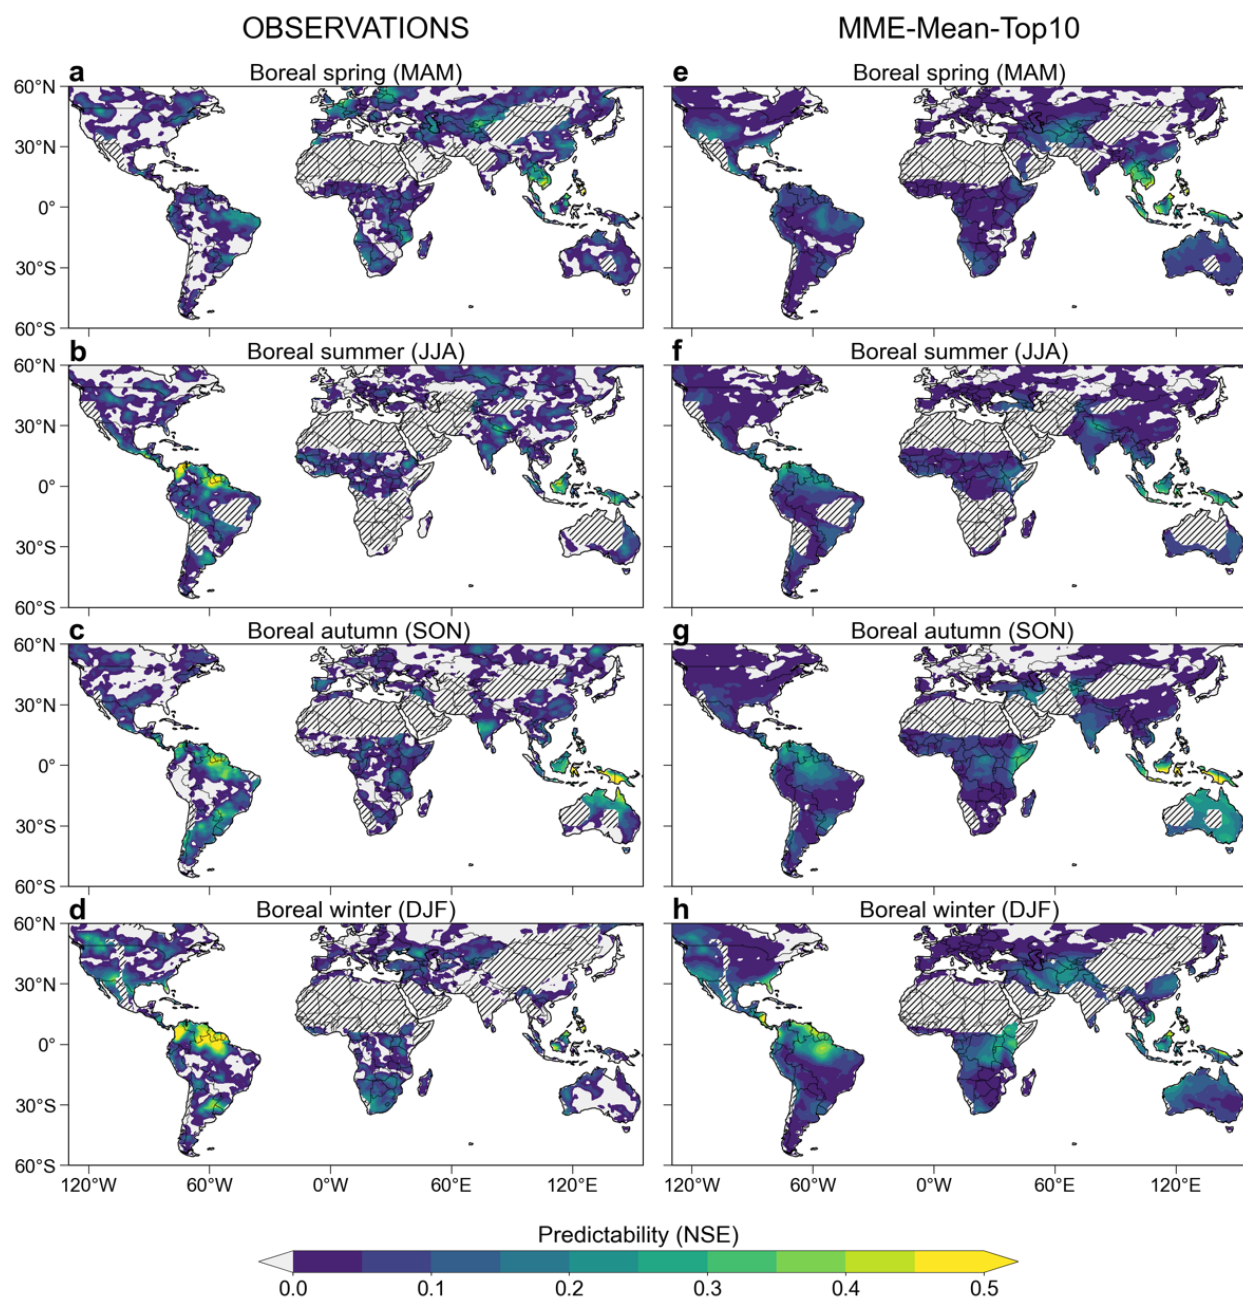 OBSERVATIONS
MME-Mean-Top10
a Boreal spring (MAM)
60°N
30°N
0°
30°S
60°S
e Boreal spring (MAM)
b Boreal summer (JJA)
60°N
30°N
0°
30°S
60°S
f Boreal summer (JJA)
c Boreal autumn (SON)
60°N
30°N
0°
30°S
60°S
g Boreal autumn (SON)
d Boreal winter (DJF)
60°N
30°N
0°
30°S
60°S
h Boreal winter (DJF)
120°W 60°W 0°W 60°E 120°E
120°W 60°W 0°W 60°E 120°E
Predictability (NSE)
0.0 0.1 0.2 0.3 0.4 0.5